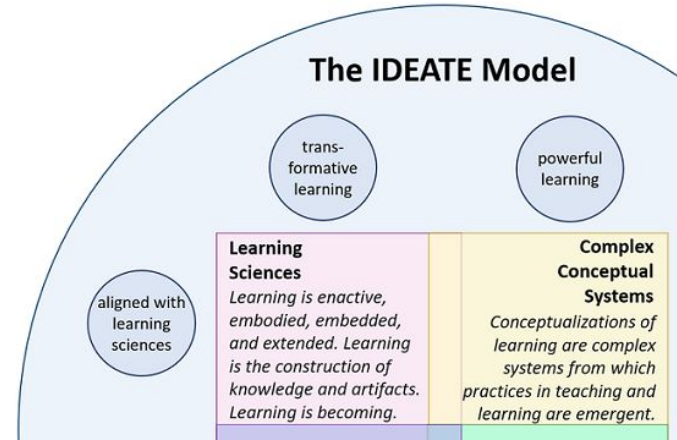 The IDEATE Model
trans-
formative
learning
powerful
learning
aligned with
learning
sciences
Learning
Sciences
Learning is enactive,
embodied, embedded,
and extended. Learning
is the construction of
knowledge and artifacts.
Learning is becoming.
Complex
Conceptual
Systems
Conceptualizations of
learning are complex
systems from which
practices in teaching and
learning are emergent.